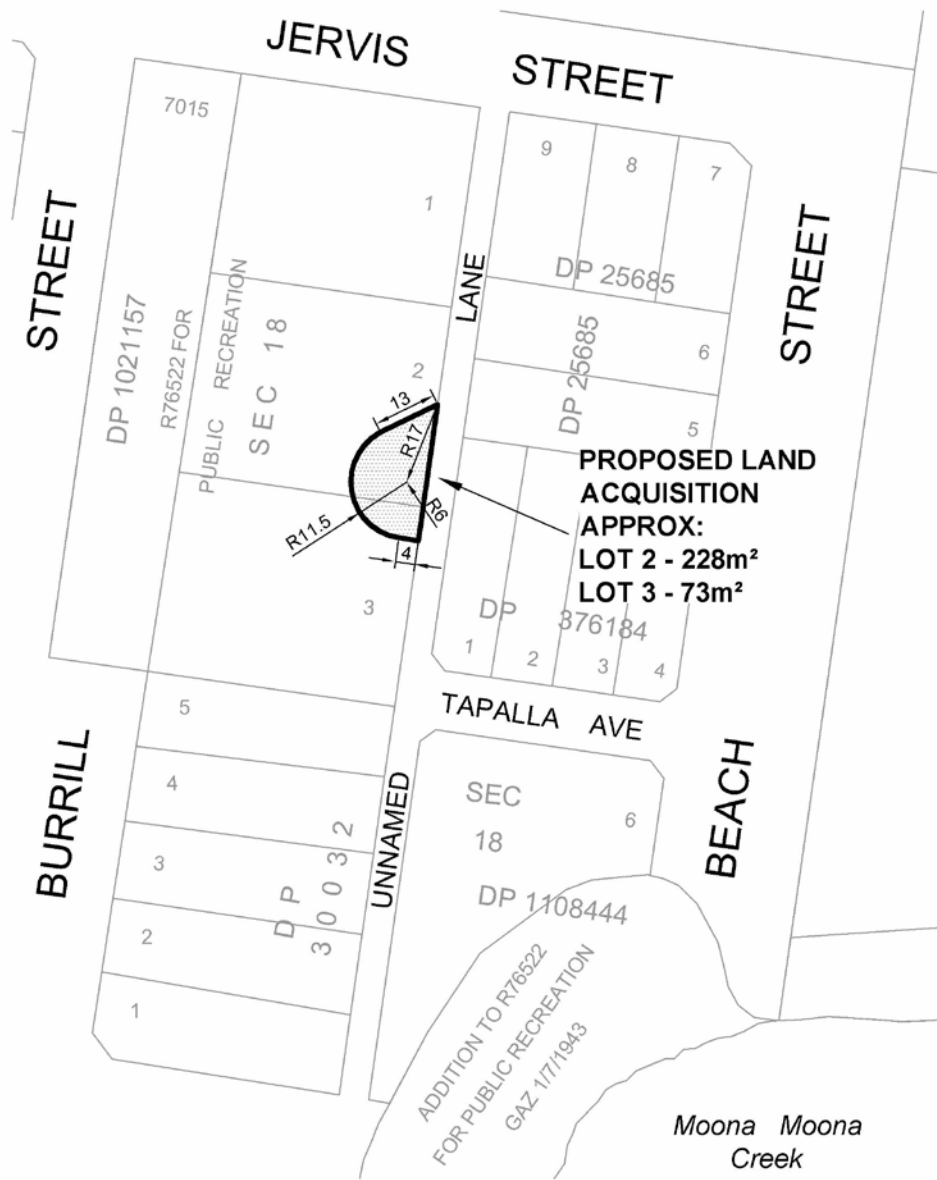 JERVIS STREET
7015
9
8
7
1
STREET
STREET
LANE
DP 25685
DP 1021157
R76522 FOR
PUBLIC RECREATION
SEC 18
DP 25685
6
2
13
5
R17
R6
R11.5
4
PROPOSED LAND
ACQUISITION
APPROX:
LOT 2 - 228m²
LOT 3 - 73m²
3
DP 376184
1
2
3
4
TAPALLA AVE
5
BURRILL
UNNAMED
BEACH
SEC
18
6
4
3
DP 30032
DP 1108444
2
1
ADDITION TO R76522
FOR PUBLIC RECREATION
GAZ 1/7/1943
Moona Moona
Creek